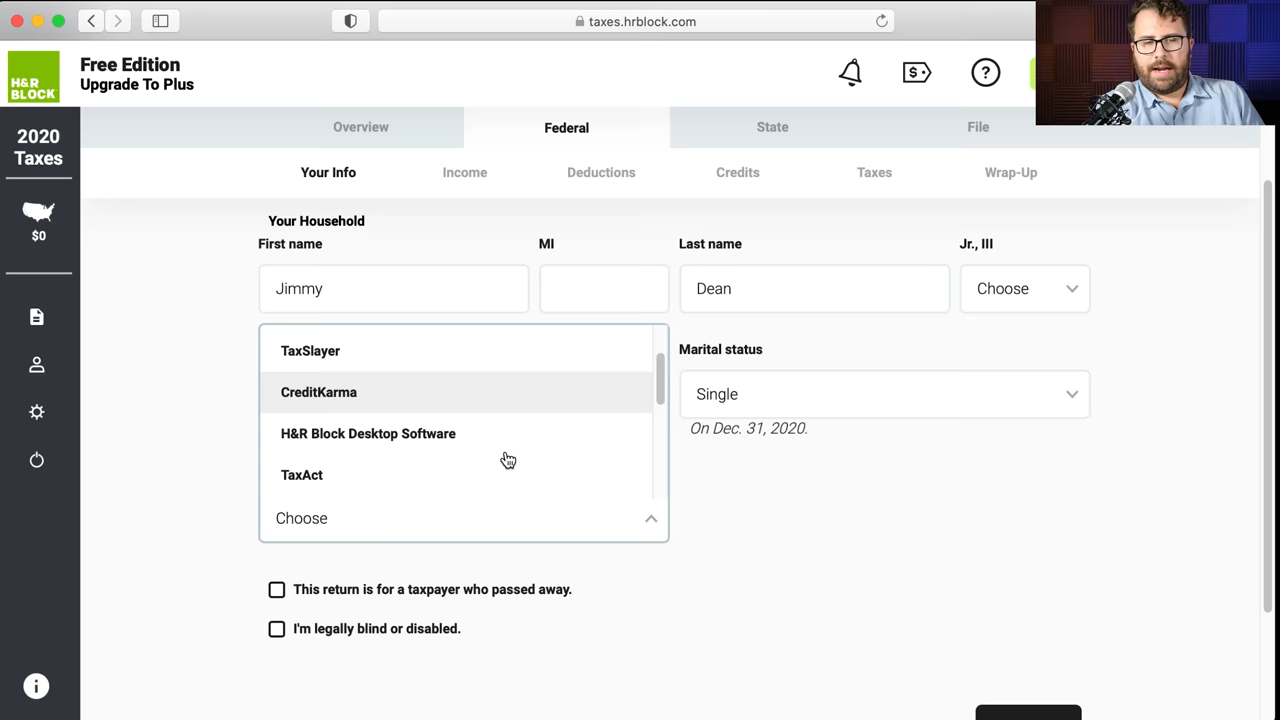 taxes.hrblock.com
H&R
BLOCK
Free Edition
Upgrade To Plus
$
?
2020
Taxes
$0
Overview
Federal
State
File
Your Info
Income
Deductions
Credits
Taxes
Wrap-Up
Your Household
First name
MI
Last name
Jr., III
Jimmy
Dean
Choose
TaxSlayer
CreditKarma
H&R Block Desktop Software
TaxAct
Choose
Marital status
Single
On Dec. 31, 2020.
This return is for a taxpayer who passed away.
I'm legally blind or disabled.